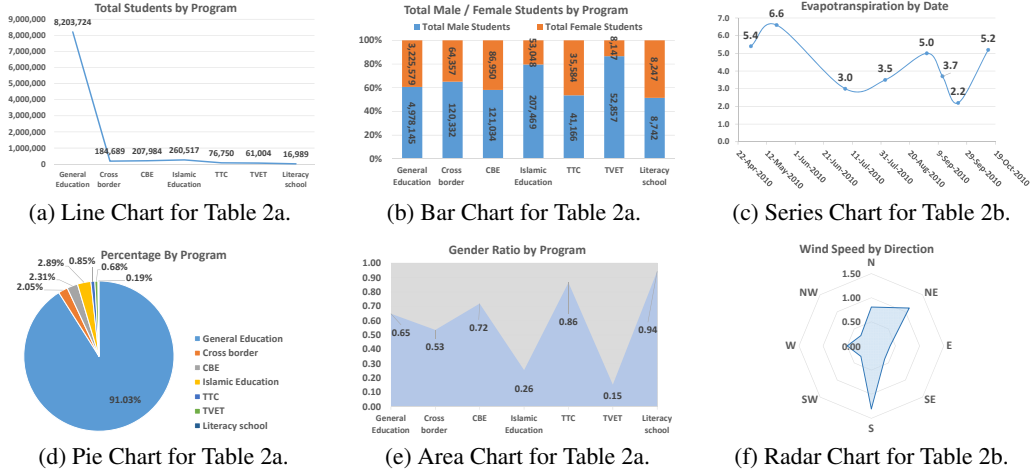 Total Students by Program
9,000,000
8,000,000
7,000,000
6,000,000
5,000,000
4,000,000
3,000,000
2,000,000
1,000,000
0
8,203,724
184,689
207,984
260,517
76,750
61,004
16,989
General Education
Cross border
CBE
Islamic Education
TTC
TVET
Literacy school
(a) Line Chart for Table 2a.
Total Male / Female Students by Program
Total Male Students
Total Female Students
100%
80%
60%
40%
20%
0%
3,225,579
64,357
86,950
53,048
35,584
8,147
8,247
4,978,145
120,332
121,034
207,469
41,166
52,857
8,742
General Education
Cross border
CBE
Islamic Education
TTC
TVET
Literacy school
(b) Bar Chart for Table 2a.
Evapotranspiration by Date
7.0
6.0
5.0
4.0
3.0
2.0
1.0
0.0
5.4
6.6
3.0
3.5
5.0
3.7
2.2
5.2
22-Apr-2010
12-May-2010
1-Jun-2010
21-Jun-2010
11-Jul-2010
31-Jul-2010
20-Aug-2010
9-Sep-2010
29-Sep-2010
19-Oct-2010
(c) Series Chart for Table 2b.
Percentage By Program
2.05%
2.31%
2.89%
0.85%
0.68%
0.19%
91.03%
General Education
Cross border
CBE
Islamic Education
TTC
TVET
Literacy school
(d) Pie Chart for Table 2a.
Gender Ratio by Program
1.00
0.90
0.80
0.70
0.60
0.50
0.40
0.30
0.20
0.10
0.00
0.65
0.53
0.72
0.26
0.86
0.15
0.94
General Education
Cross border
CBE
Islamic Education
TTC
TVET
Literacy school
(e) Area Chart for Table 2a.
Wind Speed by Direction
N
NE
E
SE
S
SW
W
NW
1.50
1.00
0.50
0.00
(f) Radar Chart for Table 2b.